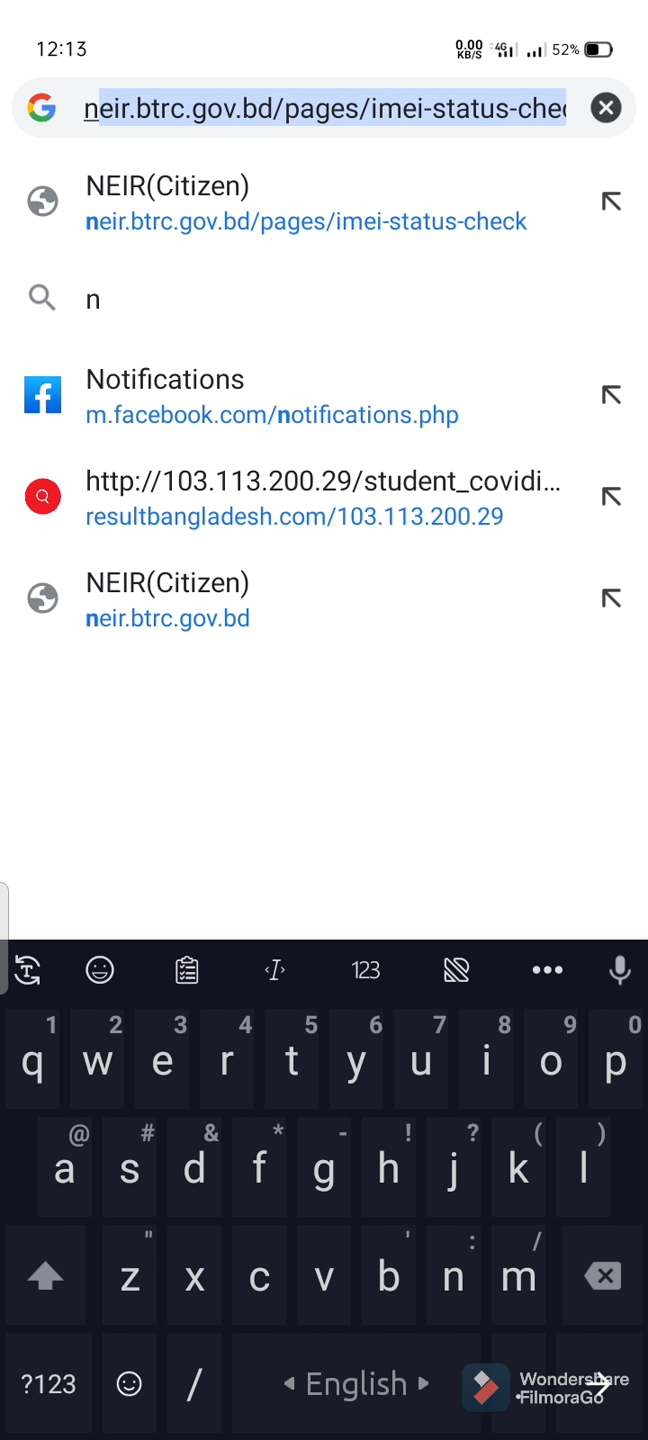 12:13
0.00 KB/S 4G 52%
neir.btrc.gov.bd/pages/imei-status-chec
NEIR(Citizen)
neir.btrc.gov.bd/pages/imei-status-check
n
Notifications
m.facebook.com/notifications.php
http://103.113.200.29/student_covidi...
resultbangladesh.com/103.113.200.29
NEIR(Citizen)
neir.btrc.gov.bd
123
1 2 3 4 5 6 7 8 9 0
q w e r t y u i o p
@ # & * - ! ? ( )
a s d f g h j k l
" ' : /
z x c v b n m
?123 / English
Wondershare
FilmoraGo